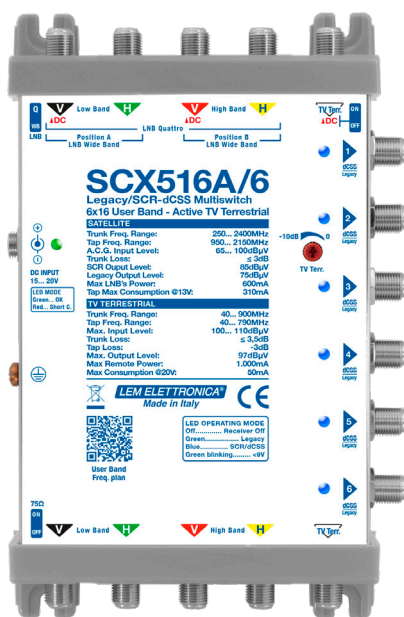 Q
WB
LNB
V
Low Band
H
V
High Band
H
TV Terr.
ON
OFF
▲DC
▲DC
▲DC
LNB Quattro
Position A
LNB Wide Band
Position B
LNB Wide Band
SCX516A/6
Legacy/SCR-dCSS Multiswitch
6x16 User Band - Active TV Terrestrial
SATELLITE
Trunk Freq. Range: 250... 2400MHz
Tap Freq. Range: 950... 2150MHz
A.C.G. Input Level: 65... 100dBµV
Trunk Loss: ≤ 3dB
SCR Ouput Level: 85dBµV
Legacy Output Level: 75dBµV
Max LNB's Power: 600mA
Tap Max Consumption @13V: 310mA
TV TERRESTRIAL
Trunk Freq. Range: 40... 900MHz
Tap Freq. Range: 40... 790MHz
Max. Input Level: 100... 110dBµV
Trunk Loss: ≤ 3,5dB
Tap Loss: -3dB
Max. Output Level: 97dBµV
Max Remote Power: 1.000mA
Max Consumption @20V: 50mA
LEM ELETTRONICA®
Made in Italy
CE
LED OPERATING MODE
Off............. Receiver Off
Green............ Legacy
Blue............ SCR/dCSS
Green blinking......... <9V
User Band
Freq. plan
DC INPUT
15... 20V
LED MODE
Green... OK
Red... Short C.
-10dB
0
TV Terr.
1
dCSS
Legacy
2
dCSS
Legacy
3
dCSS
Legacy
4
dCSS
Legacy
5
dCSS
Legacy
6
dCSS
Legacy
75Ω
ON
OFF
V
Low Band
H
V
High Band
H
TV Terr.